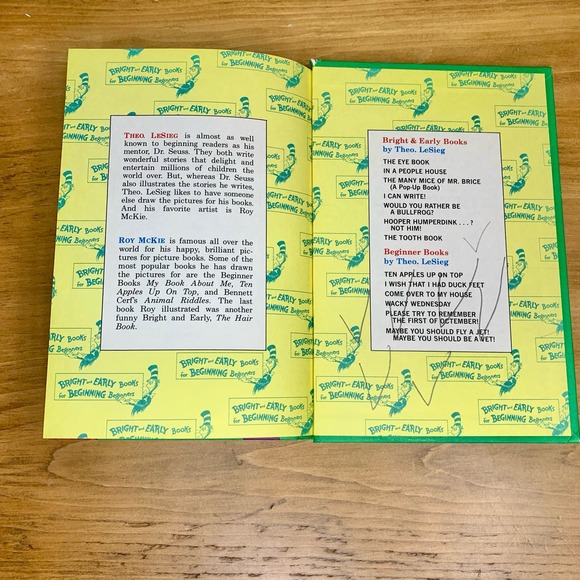 BRIGHT and EARLY BOOKS
for BEGINNING Beginners
THEO. LESIEG is almost as well
known to beginning readers as his
mentor, Dr. Seuss. They both write
wonderful stories that delight and
entertain millions of children the
world over. But, whereas Dr. Seuss
also illustrates the stories he writes,
Theo. LeSieg likes to have someone
else draw the pictures for his books.
And his favorite artist is Roy
McKie.
ROY MCKIE is famous all over the
world for his happy, brilliant pic-
tures for picture books. Some of the
most popular books he has drawn
the pictures for are the Beginner
Books My Book About Me, Ten
Apples Up On Top, and Bennett
Cerf's Animal Riddles. The last
book Roy illustrated was another
funny Bright and Early, The Hair
Book.
Bright & Early Books
by Theo. LeSieg
THE EYE BOOK
IN A PEOPLE HOUSE
THE MANY MICE OF MR. BRICE
(A Pop-Up Book)
I CAN WRITE!
WOULD YOU RATHER BE
A BULLFROG?
HOOPER HUMPERDINK . . . ?
NOT HIM!
THE TOOTH BOOK
Beginner Books
by Theo. LeSieg
TEN APPLES UP ON TOP
I WISH THAT I HAD DUCK FEET
COME OVER TO MY HOUSE
WACKY WEDNESDAY
PLEASE TRY TO REMEMBER
THE FIRST OF OCTEMBER!
MAYBE YOU SHOULD FLY A JET!
MAYBE YOU SHOULD BE A VET!